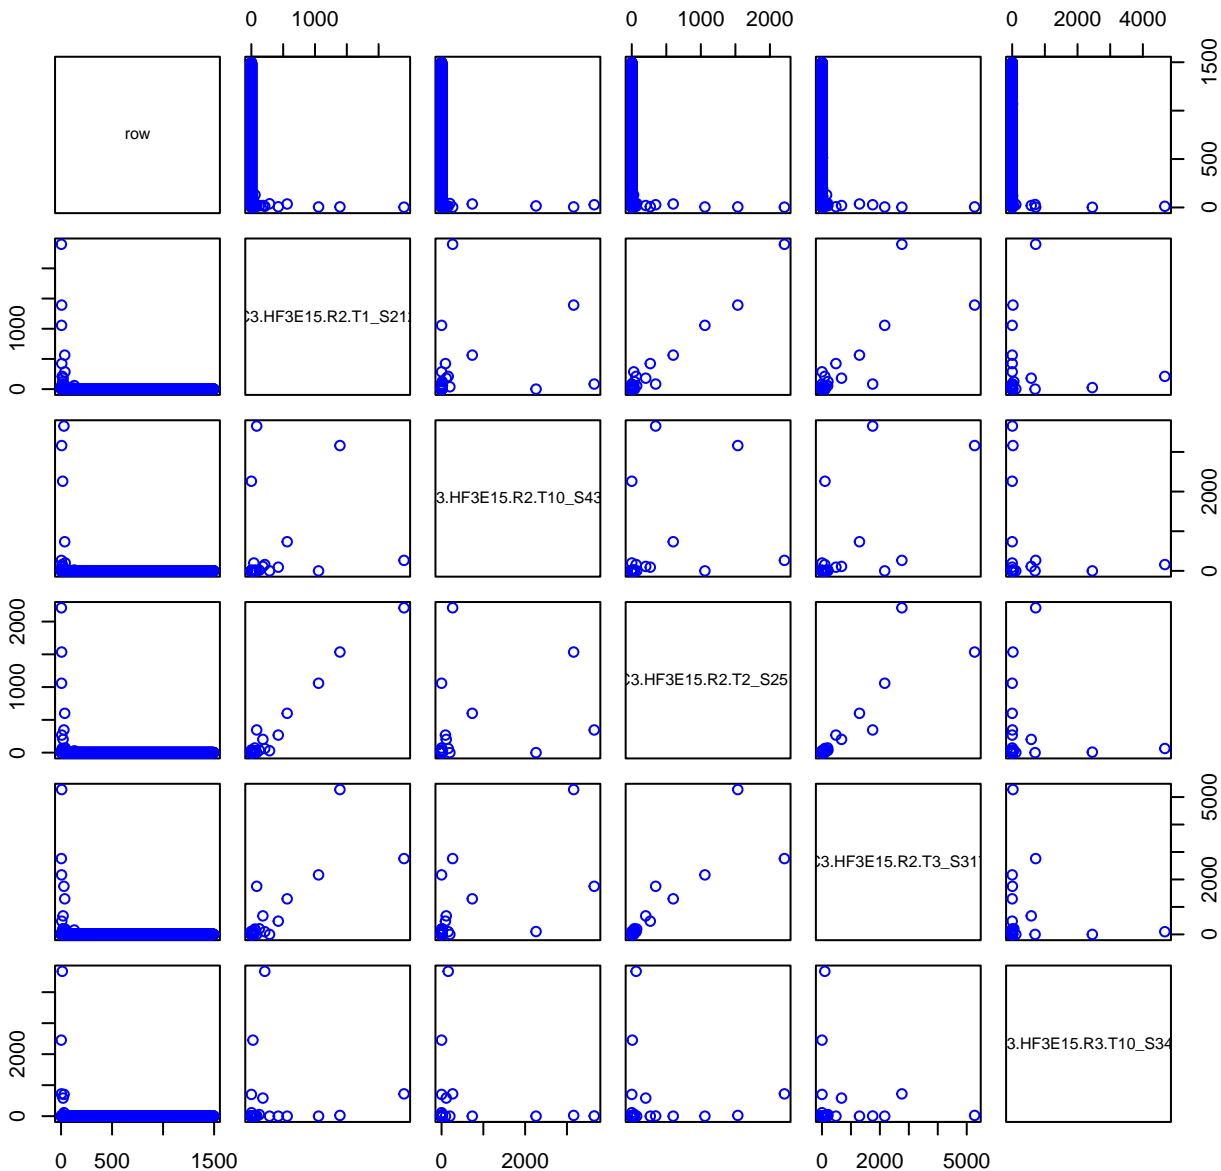 0 1000 0 1000 2000 0 2000 4000
row
0 500 1500
0 1000
C3.HF3E15.R2.T1_S21
3.HF3E15.R2.T10_S43
0 2000
0 1000 2000
C3.HF3E15.R2.T2_S25
C3.HF3E15.R2.T3_S31
0 2000 5000
0 2000
3.HF3E15.R3.T10_S34
0 500 1500 0 2000 0 2000 5000